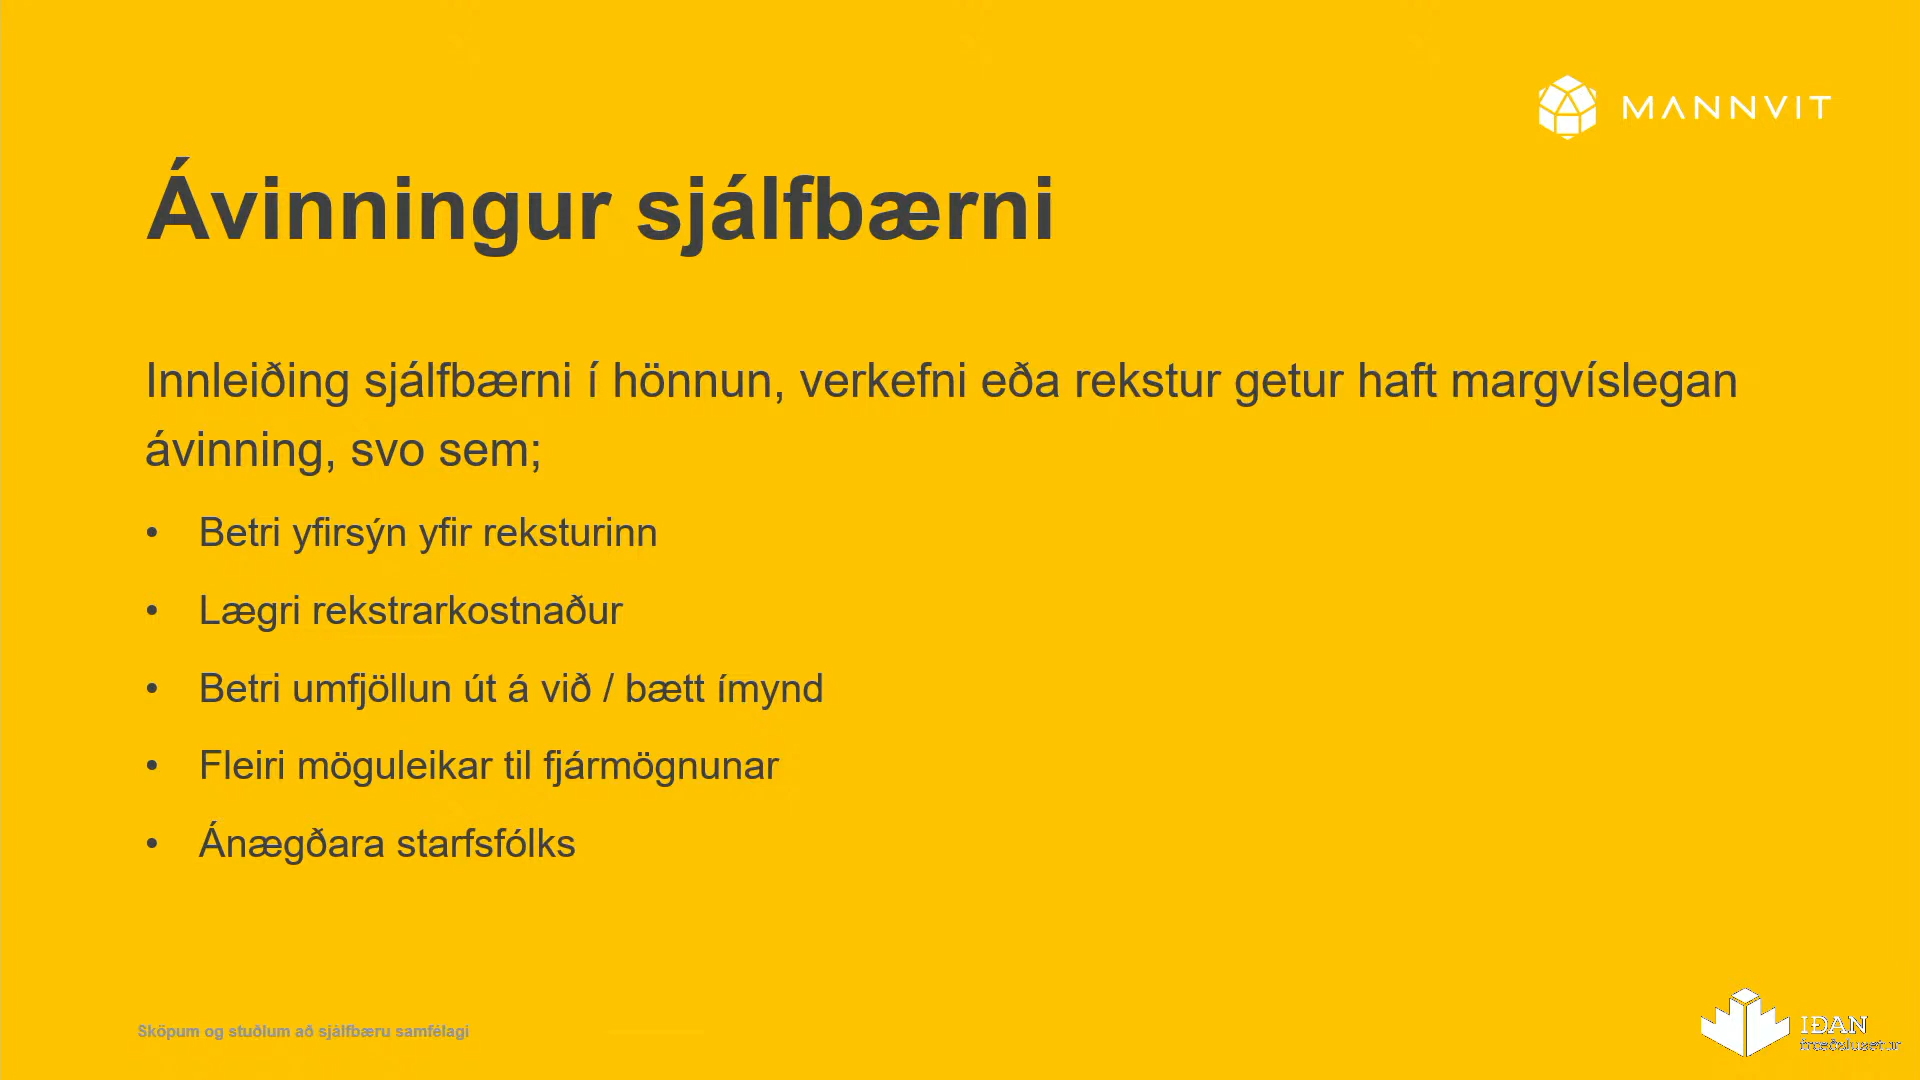 MANNVIT
Ávinningur sjálfbærni
Innleiðing sjálfbærni í hönnun, verkefni eða rekstur getur haft margvíslegan
ávinning, svo sem;
• Betri yfirsýn yfir reksturinn
• Lægri rekstrarkostnaður
• Betri umfjöllun út á við / bætt ímynd
• Fleiri möguleikar til fjármögnunar
• Ánægðara starfsfólks
Sköpum og stuðlum að sjálfbæru samfélagi
IÐAN
fræðslusetur